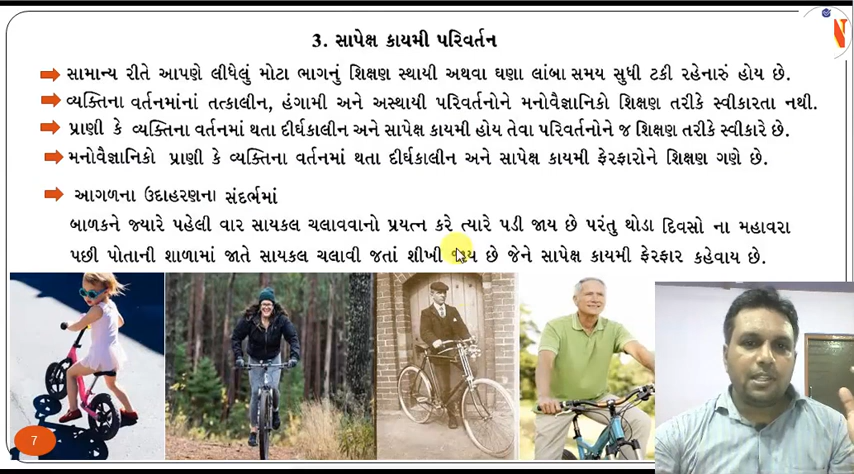 3. સાપેક્ષ કાયમી પરિવર્તન
સામાન્ય રીતે આપણે લીધેલું મોટા ભાગનું શિક્ષણ સ્થાયી અથવા ઘણા લાંબા સમય સુધી ટકી રહેનારું હોય છે.
વ્યક્તિના વર્તનમાંનાં તત્કાલીન, હંગામી અને અસ્થાયી પરિવર્તનોને મનોવૈજ્ઞાનિકો શિક્ષણ તરીકે સ્વીકારતા નથી.
પ્રાણી કે વ્યક્તિના વર્તનમાં થતા દીર્ઘકાલીન અને સાપેક્ષ કાયમી હોય તેવા પરિવર્તનોને જ શિક્ષણ તરીકે સ્વીકારે છે.
મનોવૈજ્ઞાનિકો પ્રાણી કે વ્યક્તિના વર્તનમાં થતા દીર્ઘકાલીન અને સાપેક્ષ કાયમી ફેરફારોને શિક્ષણ ગણે છે.
આગળના ઉદાહરણના સંદર્ભમાં
બાળકને જ્યારે પહેલી વાર સાયકલ ચલાવવાનો પ્રયત્ન કરે ત્યારે પડી જાય છે પરંતુ થોડા દિવસો ના મહાવરા
પછી પોતાની શાળામાં જાતે સાયકલ ચલાવી જતાં શીખી છે જેને સાપેક્ષ કાયમી ફેરફાર કહેવાય છે.
7
N